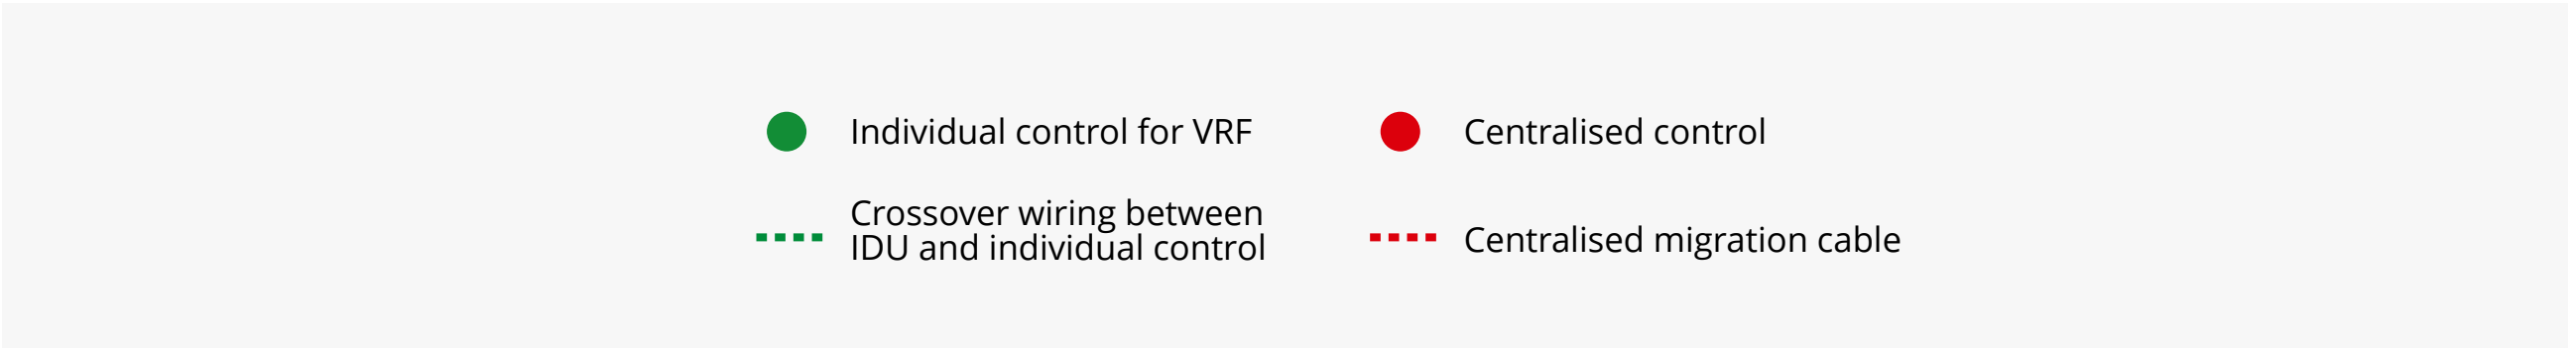 Individual control for VRF
Centralised control
Crossover wiring between
IDU and individual control
Centralised migration cable